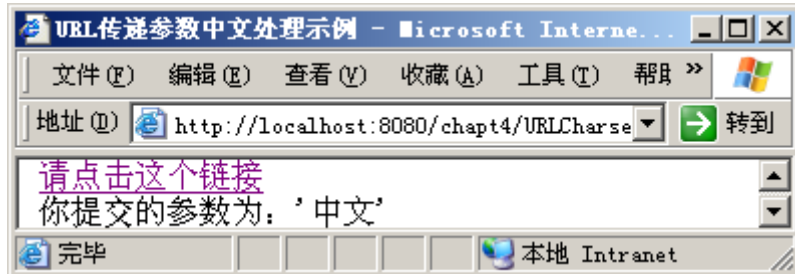 URL传递参数中文处理示例 - Microsoft Interne...
文件(F) 编辑(E) 查看(V) 收藏(A) 工具(T) 帮助 »
地址(D) http://localhost:8080/chapt4/URLCharse 转到
请点击这个链接
你提交的参数为：'中文'
完毕 本地 Intranet